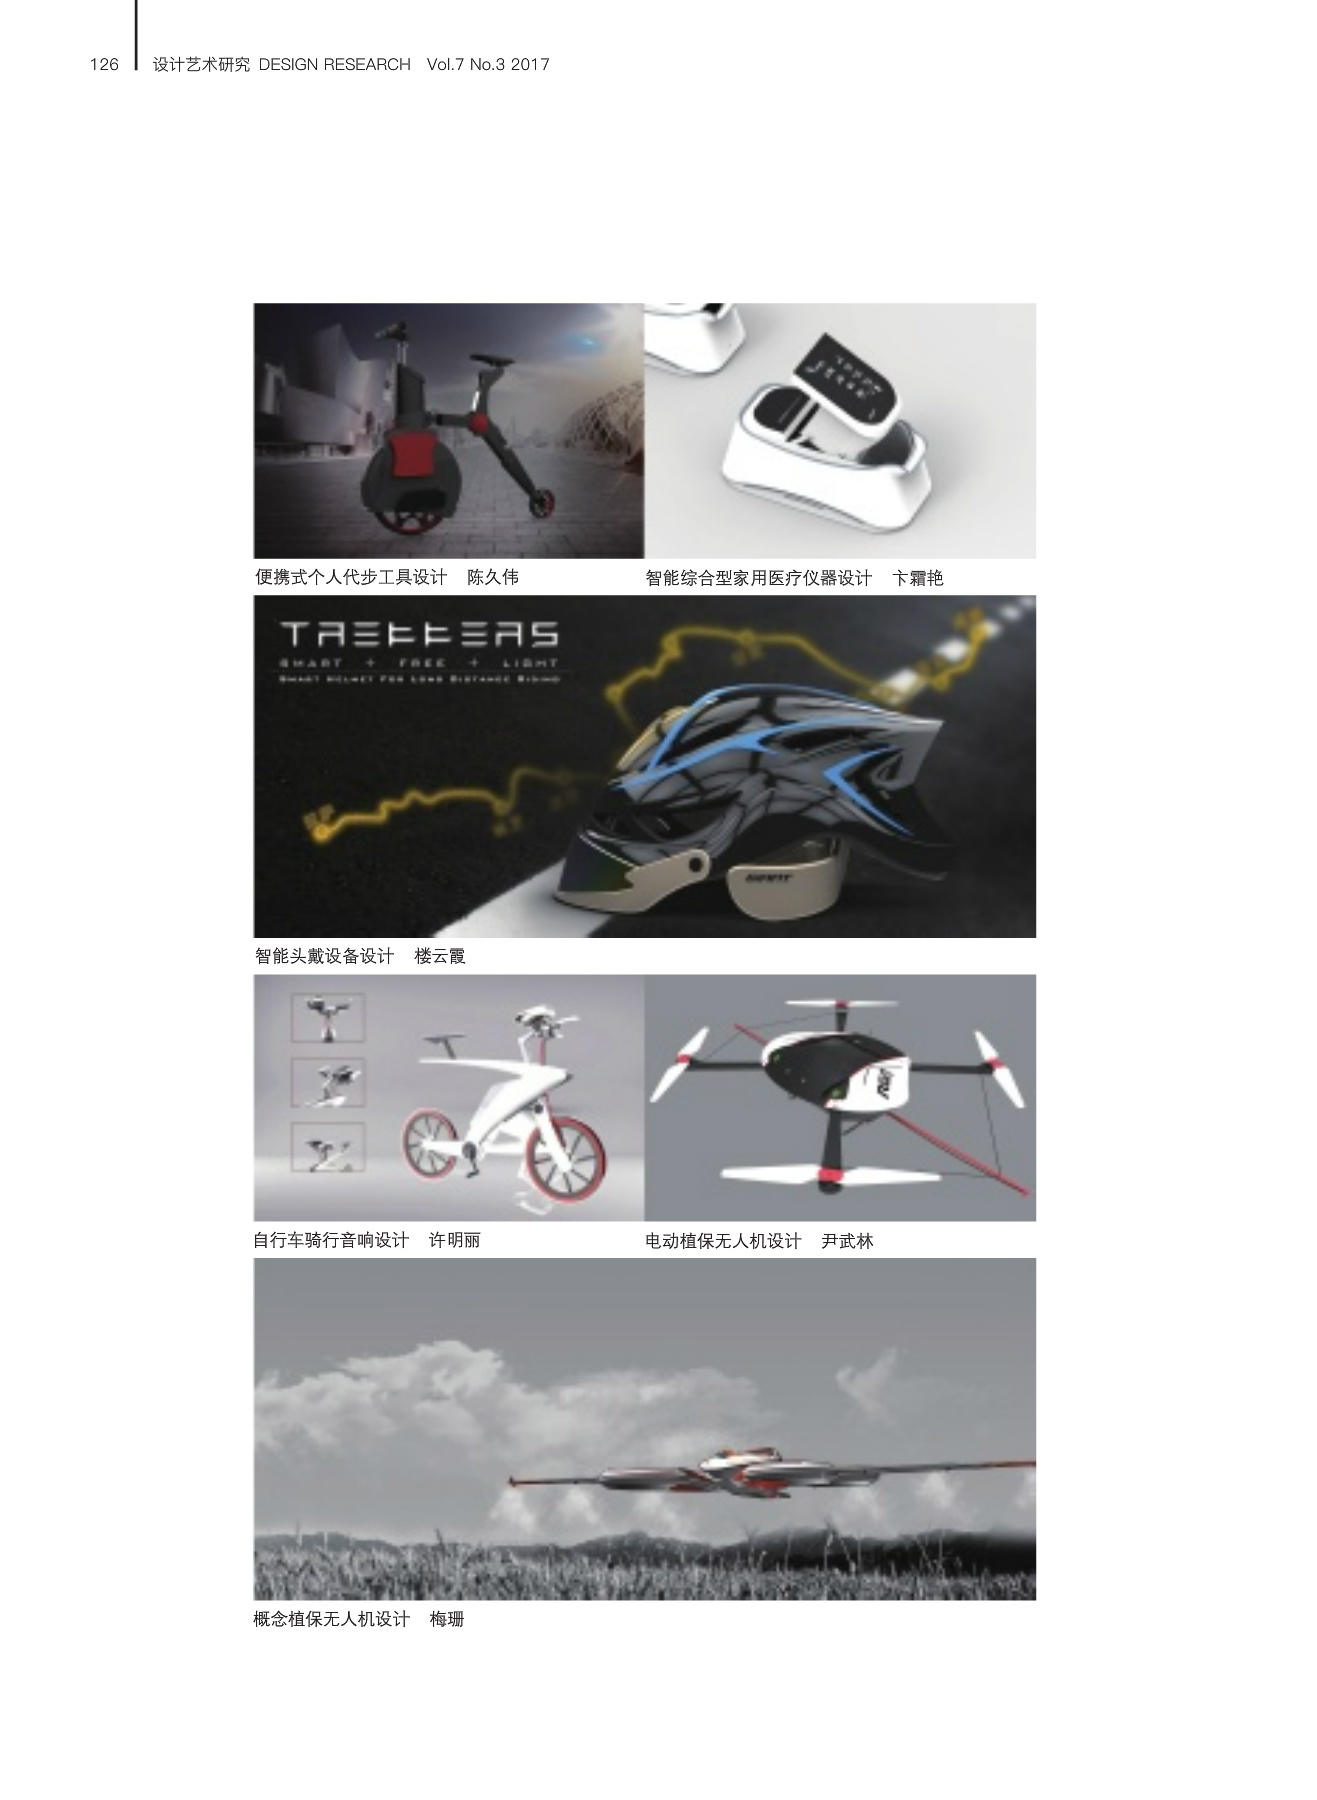 126 设计艺术研究 DESIGN RESEARCH Vol.7 No.3 2017
便携式个人代步工具设计 陈久伟
智能综合型家用医疗仪器设计 卞霜艳
TREKKERS
SMART + FREE + LIGHT
SMART HELMET FOR LONG DISTANCE RIDING
智能头戴设备设计 楼云霞
自行车骑行音响设计 许明丽
电动植保无人机设计 尹武林
概念植保无人机设计 梅珊